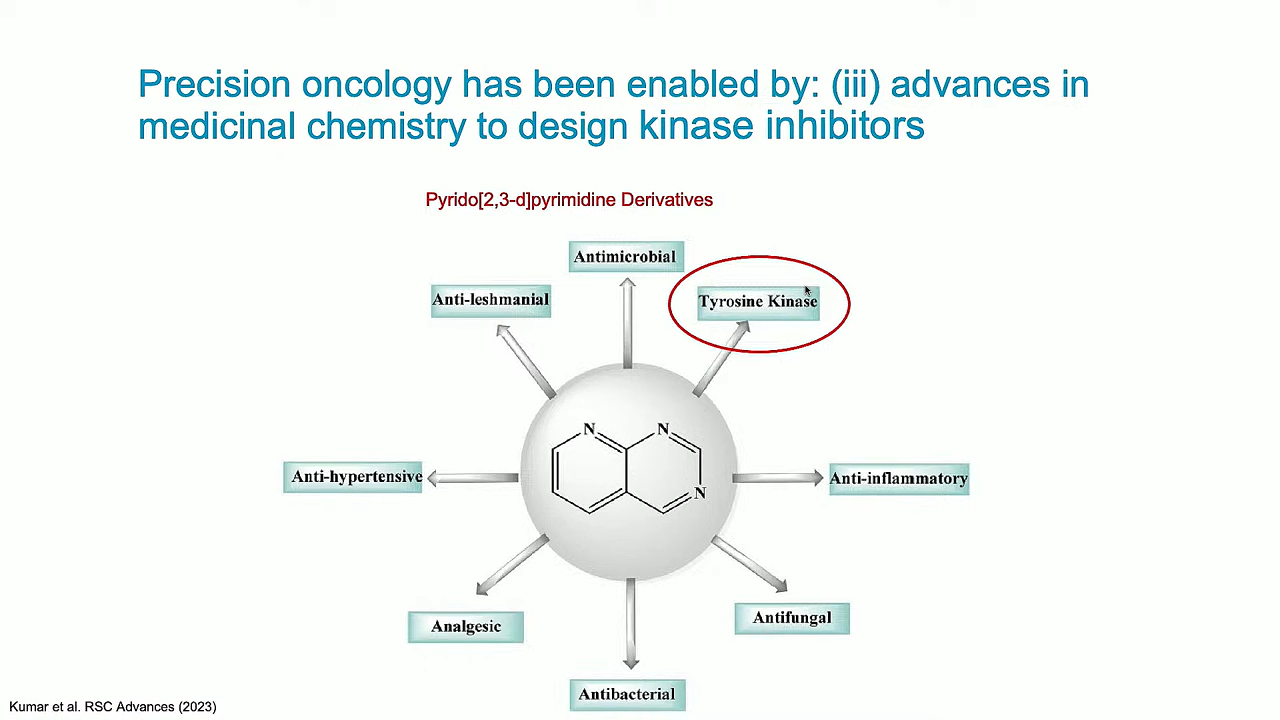 Precision oncology has been enabled by: (iii) advances in
medicinal chemistry to design kinase inhibitors
Pyrido[2,3-d]pyrimidine Derivatives
Antimicrobial
Anti-leshmanial
Tyrosine Kinase
N
N
N
Anti-hypertensive
Anti-inflammatory
Analgesic
Antifungal
Antibacterial
Kumar et al. RSC Advances (2023)